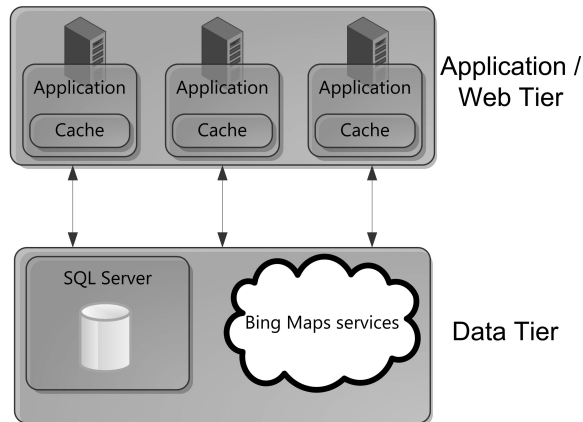 Application
Cache
Application
Cache
Application
Cache
Application /
Web Tier
SQL Server
Bing Maps services
Data Tier